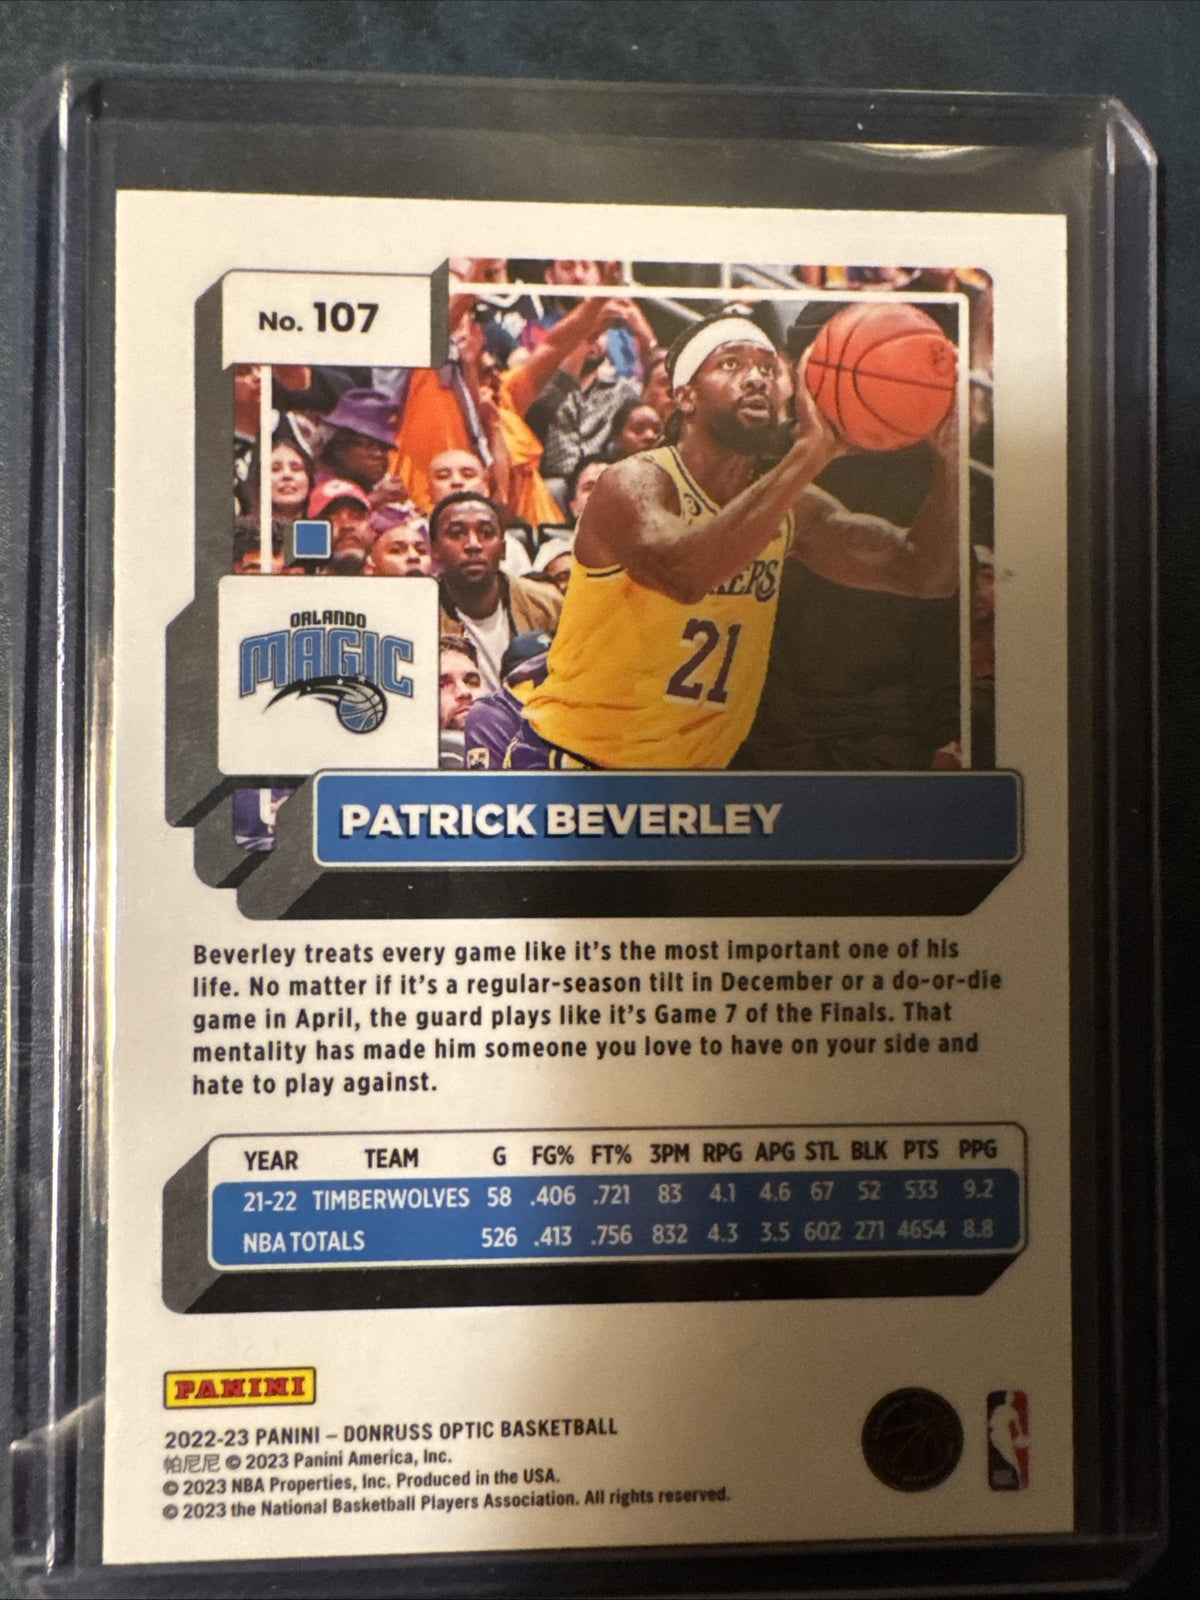 No. 107
LAKERS
21
ORLANDO
MAGIC
PATRICK BEVERLEY
Beverley treats every game like it's the most important one of his
life. No matter if it's a regular-season tilt in December or a do-or-die
game in April, the guard plays like it's Game 7 of the Finals. That
mentality has made him someone you love to have on your side and
hate to play against.
YEAR TEAM G FG% FT% 3PM RPG APG STL BLK PTS PPG
21-22 TIMBERWOLVES 58 .406 .721 83 4.1 4.6 67 52 533 9.2
NBA TOTALS 526 .413 .756 832 4.3 3.5 602 271 4654 8.8
PANINI
2022-23 PANINI – DONRUSS OPTIC BASKETBALL
帕尼尼 © 2023 Panini America, Inc.
© 2023 NBA Properties, Inc. Produced in the USA.
© 2023 the National Basketball Players Association. All rights reserved.